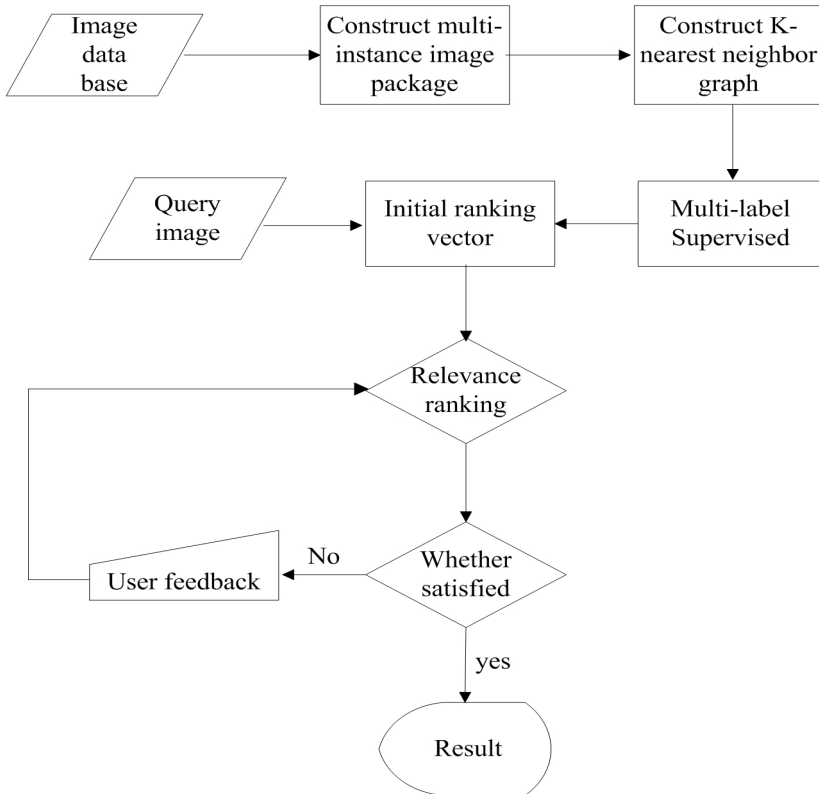 Image
data
base
Construct multi-
instance image
package
Construct K-
nearest neighbor
graph
Query
image
Initial ranking
vector
Multi-label
Supervised
Relevance
ranking
No
User feedback
Whether
satisfied
yes
Result